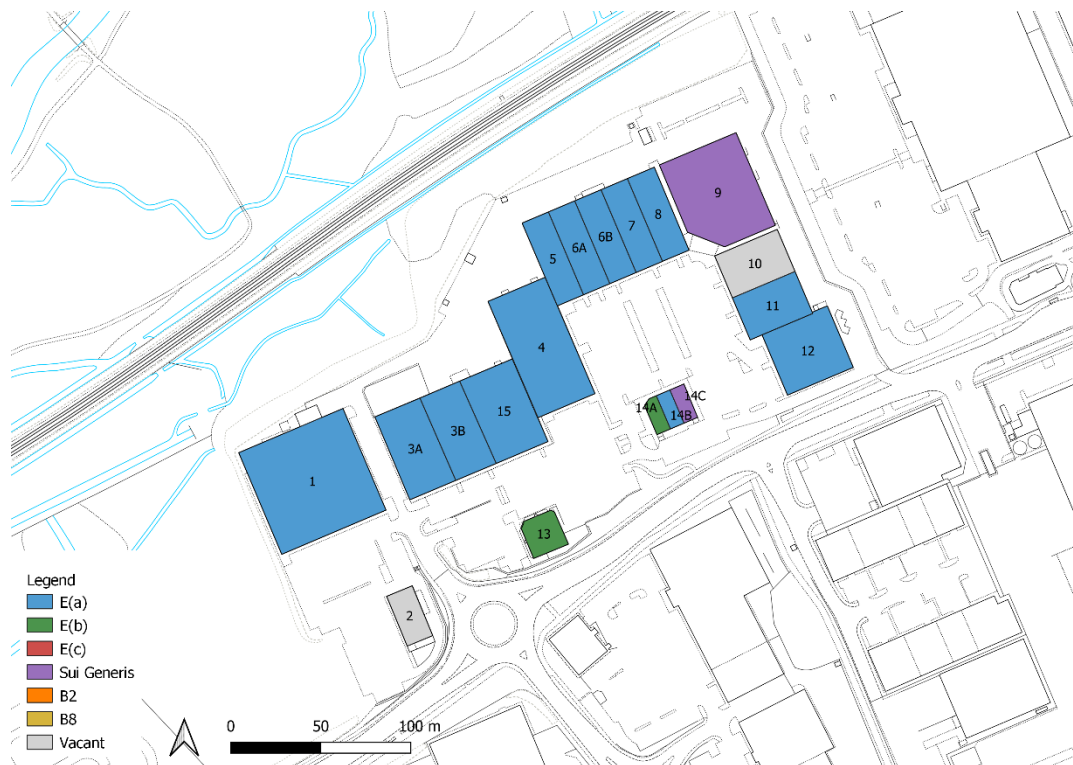 9
8
7
6B
6A
5
10
11
12
4
14C
14A
14B
15
3B
3A
1
13
2
Legend
E(a)
E(b)
E(c)
Sui Generis
B2
B8
Vacant
0 50 100 m